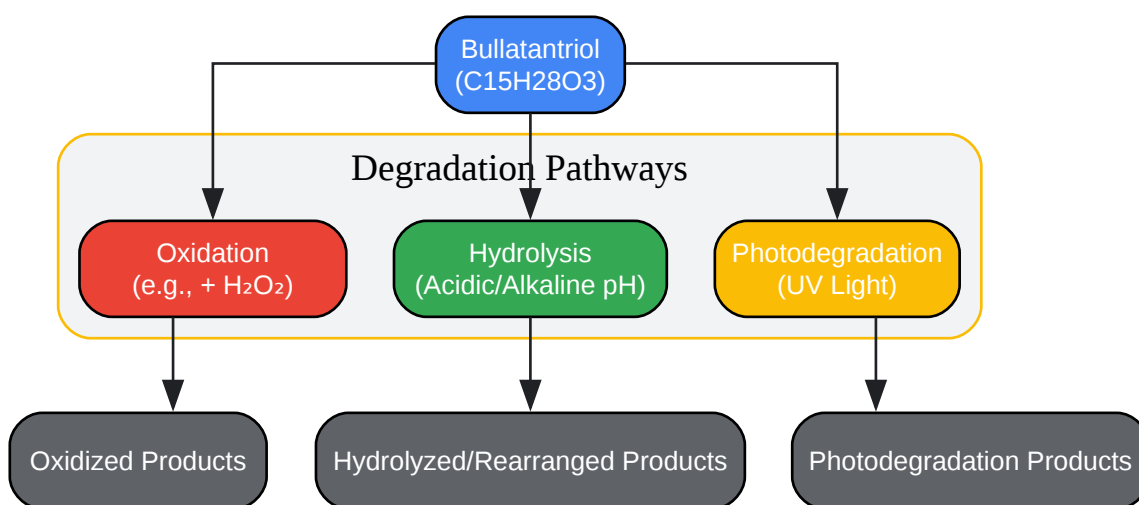 Bullatantriol
(C15H28O3)
Degradation Pathways
Oxidation
(e.g., + H₂O₂)
Hydrolysis
(Acidic/Alkaline pH)
Photodegradation
(UV Light)
Oxidized Products
Hydrolyzed/Rearranged Products
Photodegradation Products